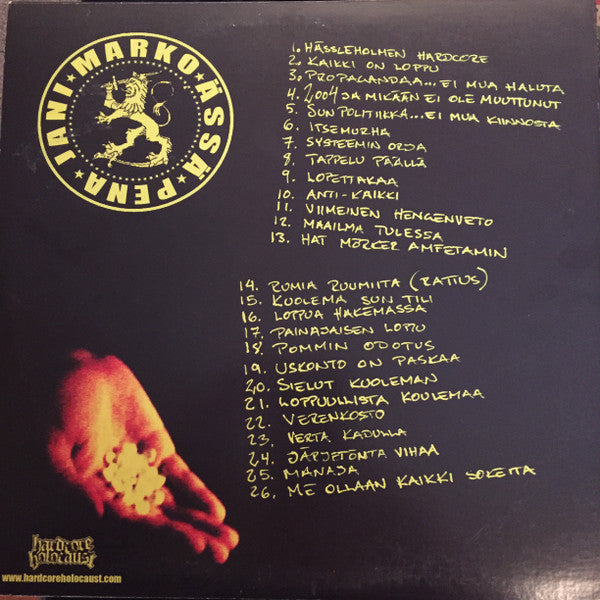 JANI·MARKO·ÄSSÄ·PENA·
1. HÄSSLEHOLMEN HARDCORE
2. KAIKKI ON LOPPU
3. PROPAGANDAA...EI MUA HALUTA
4. 2004 JA MIKÄÄN EI OLE MUUTTUNUT
5. SUN POLITIIKKA...EI MUA KIINNOSTA
6. ITSEMURHA
7. SYSTEEMIN ORJA
8. TAPPELU PÄÄLLÄ
9. LOPETTAKAA
10. ANTI-KAIKKI
11. VIIMEINEN HENGENVETO
12. MAAILMA TULESSA
13. HAT MÖRKER AMFETAMIN
14. RUMIA RUUMIITA (RATTUS)
15. KUOLEMA SUN TILI
16. LOPPUA HAKEMASSA
17. PAINAJAISEN LOPPU
18. POMMIN ODOTUS
19. USKONTO ON PASKAA
20. SIELUT KUOLEMAN
21. LOPPUULLISTA KOULEMAA
22. VERENKOSTO
23. VERTA KADULLA
24. JÄRJETÖNTÄ VIHAA
25. MANAJA
26. ME OLLAAN KAIKKI SOKEITA
hardcore
holocaust
www.hardcoreholocaust.com